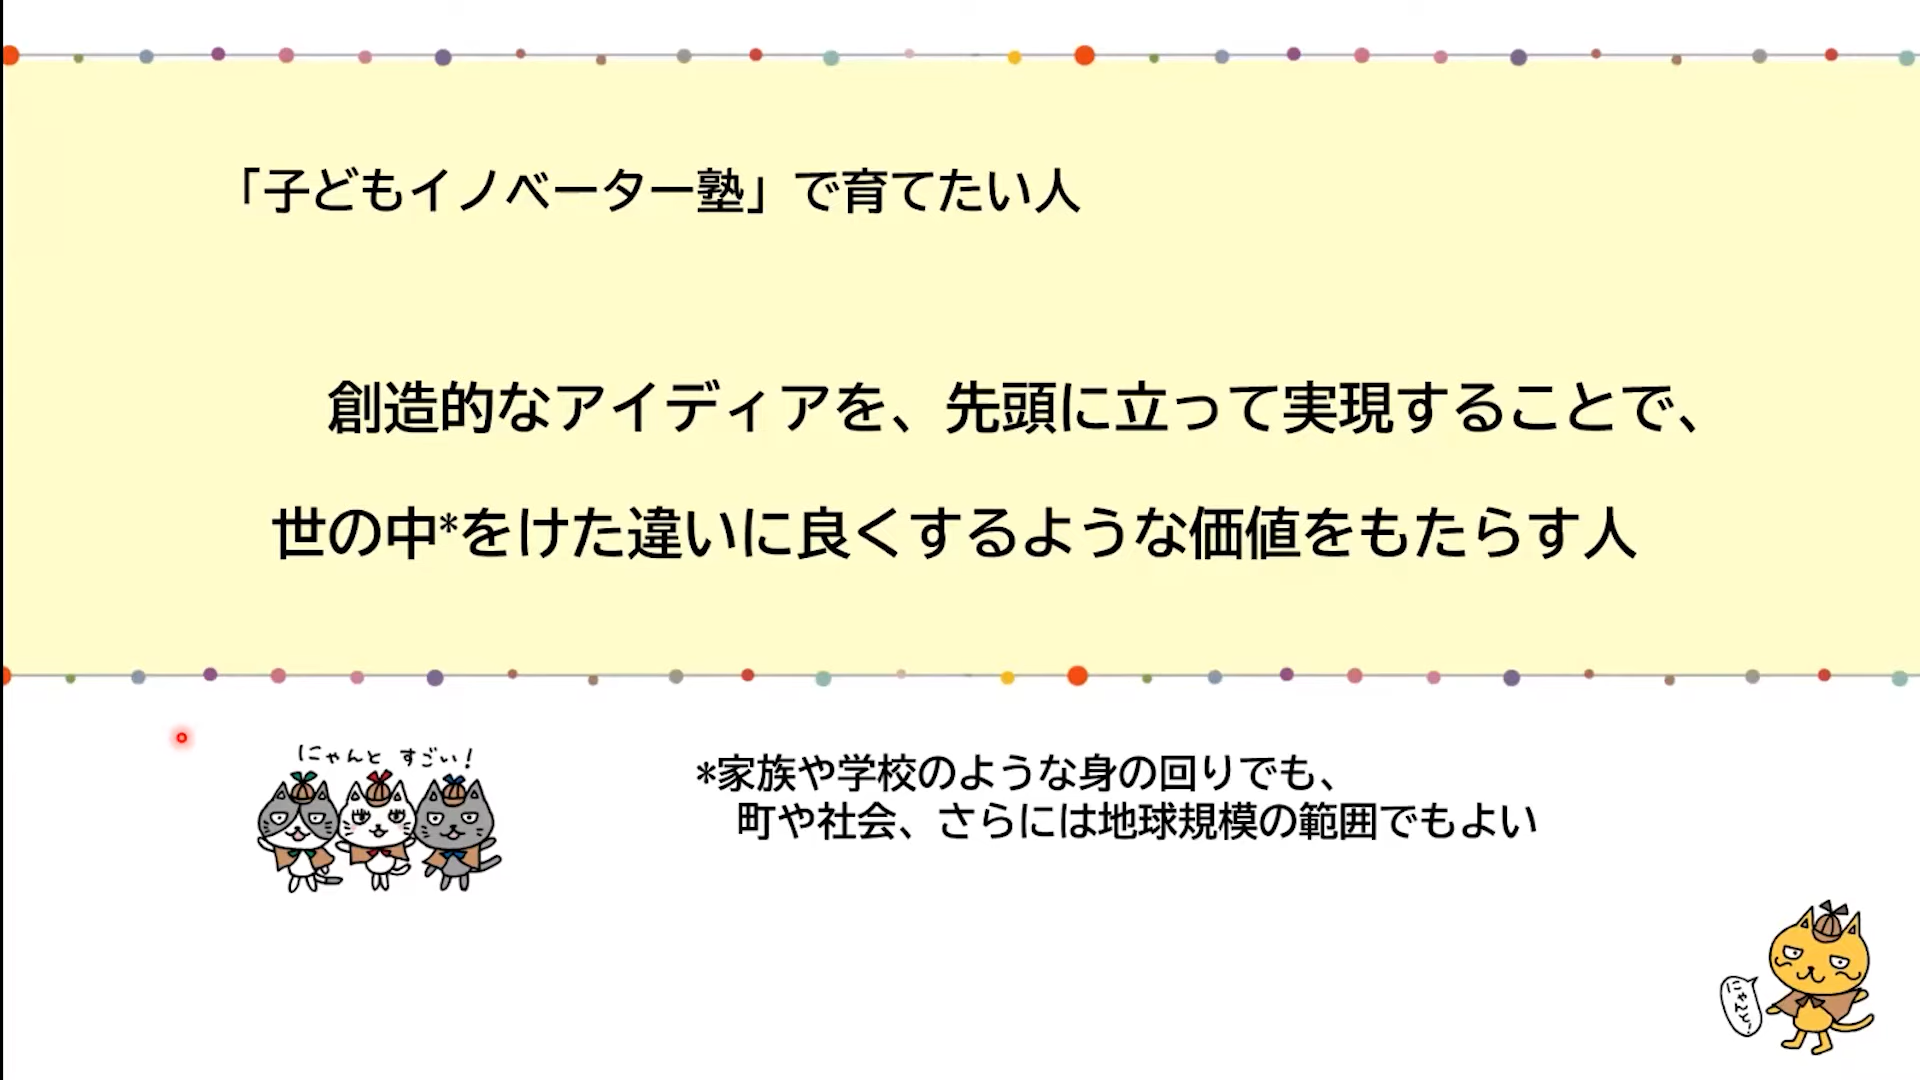 「子どもイノベーター塾」で育てたい人
創造的なアイディアを、先頭に立って実現することで、
世の中*をけた違いに良くするような価値をもたらす人
にゃんと すごい!
*家族や学校のような身の回りでも、
町や社会、さらには地球規模の範囲でもよい
にゃんと!